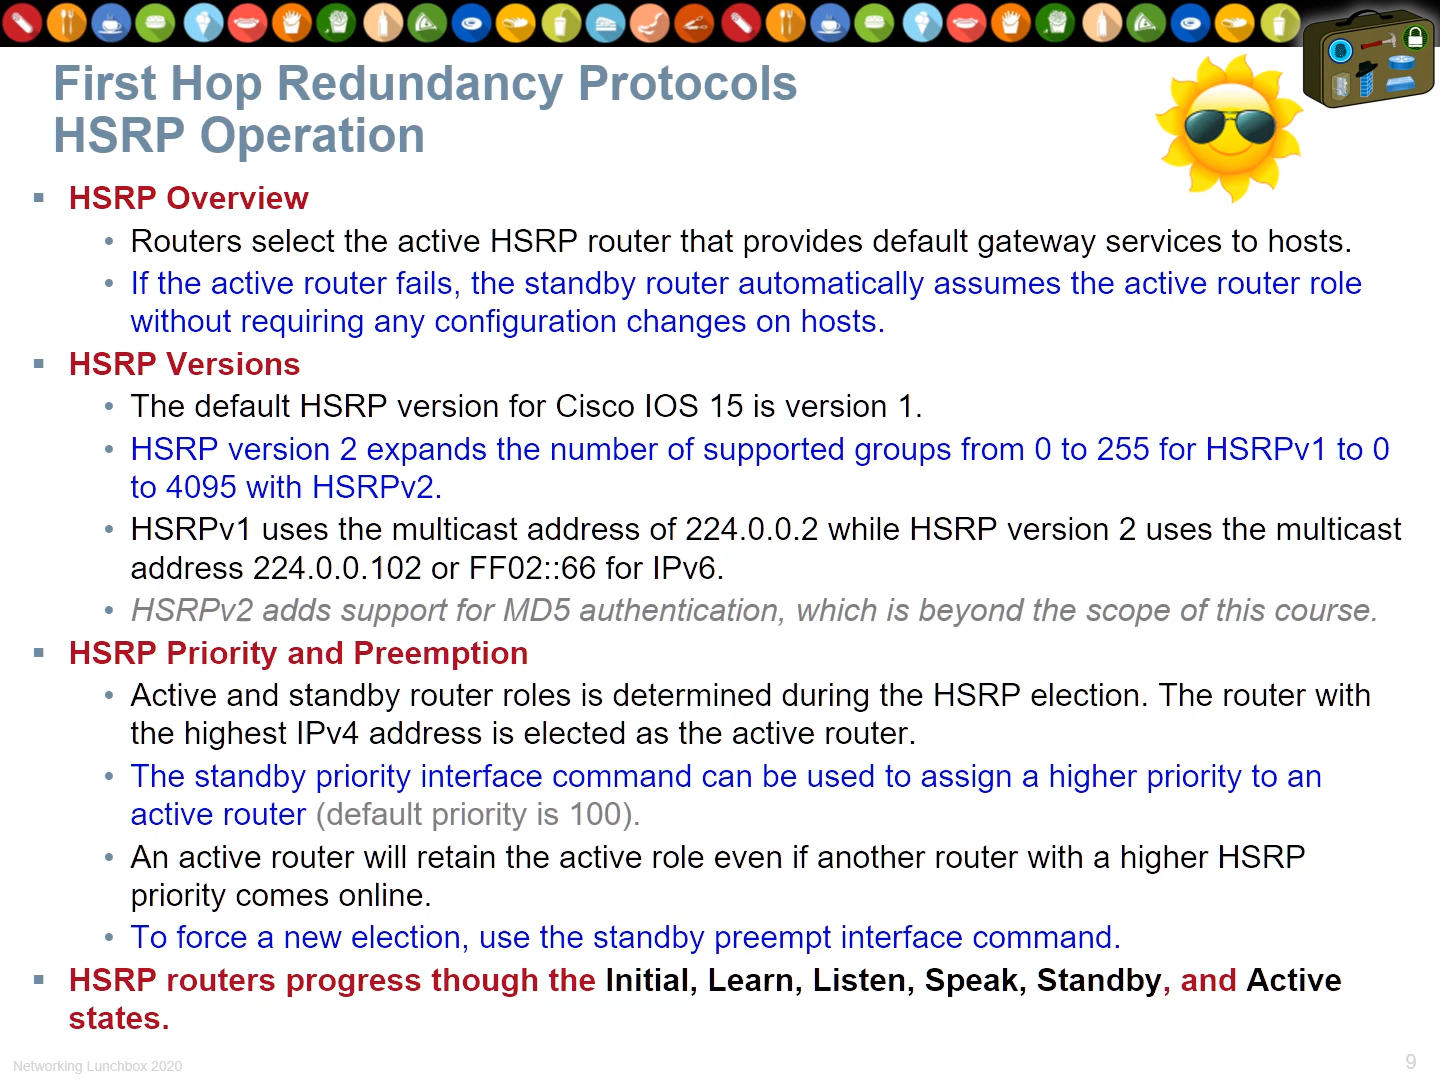 First Hop Redundancy Protocols
HSRP Operation
▪ HSRP Overview
• Routers select the active HSRP router that provides default gateway services to hosts.
• If the active router fails, the standby router automatically assumes the active router role
without requiring any configuration changes on hosts.
▪ HSRP Versions
• The default HSRP version for Cisco IOS 15 is version 1.
• HSRP version 2 expands the number of supported groups from 0 to 255 for HSRPv1 to 0
to 4095 with HSRPv2.
• HSRPv1 uses the multicast address of 224.0.0.2 while HSRP version 2 uses the multicast
address 224.0.0.102 or FF02::66 for IPv6.
• HSRPv2 adds support for MD5 authentication, which is beyond the scope of this course.
▪ HSRP Priority and Preemption
• Active and standby router roles is determined during the HSRP election. The router with
the highest IPv4 address is elected as the active router.
• The standby priority interface command can be used to assign a higher priority to an
active router (default priority is 100).
• An active router will retain the active role even if another router with a higher HSRP
priority comes online.
• To force a new election, use the standby preempt interface command.
▪ HSRP routers progress though the Initial, Learn, Listen, Speak, Standby, and Active
states.
Networking Lunchbox 2020
9